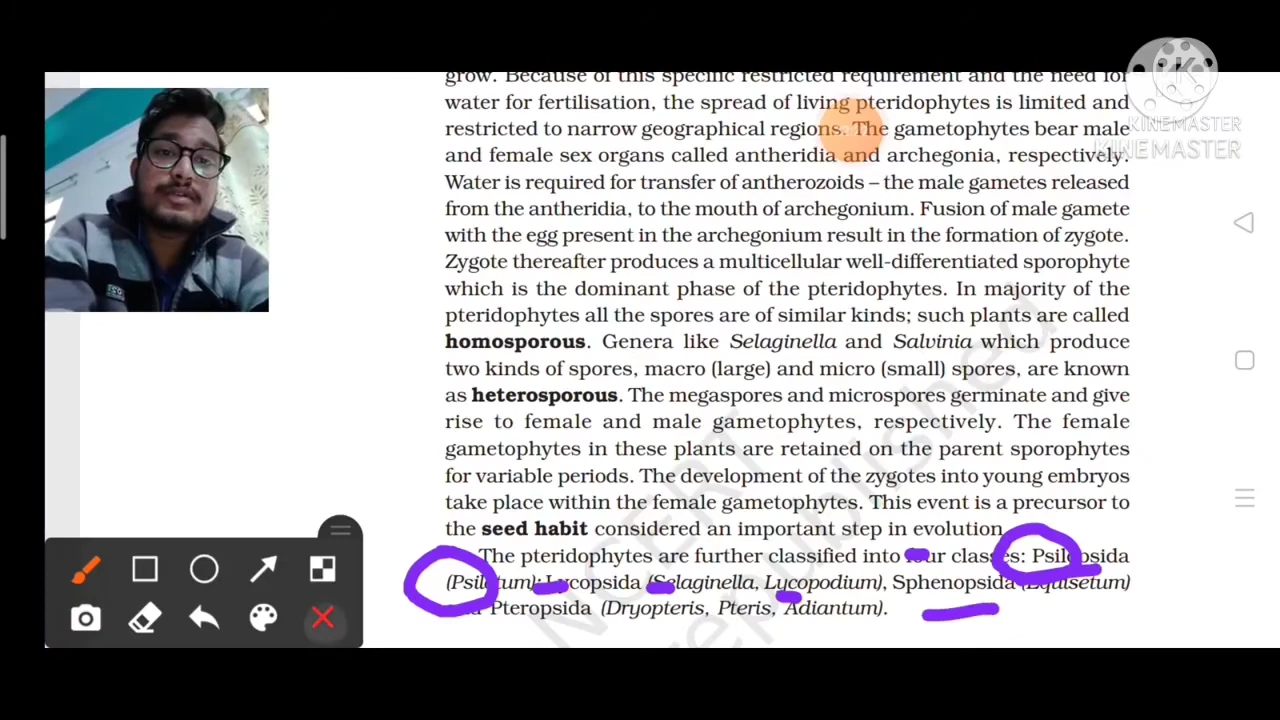 grow. Because of this specific restricted requirement and the need for
water for fertilisation, the spread of living pteridophytes is limited and
restricted to narrow geographical regions. The gametophytes bear male
and female sex organs called antheridia and archegonia, respectively.
Water is required for transfer of antherozoids – the male gametes released
from the antheridia, to the mouth of archegonium. Fusion of male gamete
with the egg present in the archegonium result in the formation of zygote.
Zygote thereafter produces a multicellular well-differentiated sporophyte
which is the dominant phase of the pteridophytes. In majority of the
pteridophytes all the spores are of similar kinds; such plants are called
homosporous. Genera like Selaginella and Salvinia which produce
two kinds of spores, macro (large) and micro (small) spores, are known
as heterosporous. The megaspores and microspores germinate and give
rise to female and male gametophytes, respectively. The female
gametophytes in these plants are retained on the parent sporophytes
for variable periods. The development of the zygotes into young embryos
take place within the female gametophytes. This event is a precursor to
the seed habit considered an important step in evolution.
The pteridophytes are further classified into four classes: Psilopsida
(Psilotum); Lycopsida (Selaginella, Lycopodium), Sphenopsida (Equisetum)
and Pteropsida (Dryopteris, Pteris, Adiantum).
KINEMASTER
KINEMASTER
NCERT
republished